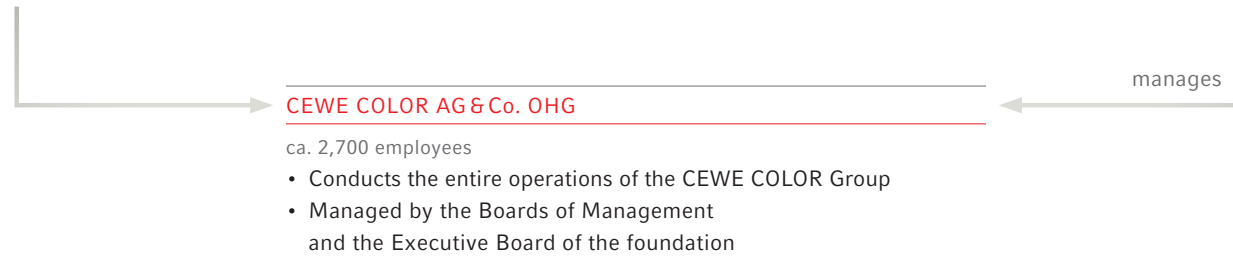 manages
CEWE COLOR AG & Co. OHG
ca. 2,700 employees
• Conducts the entire operations of the CEWE COLOR Group
• Managed by the Boards of Management
and the Executive Board of the foundation